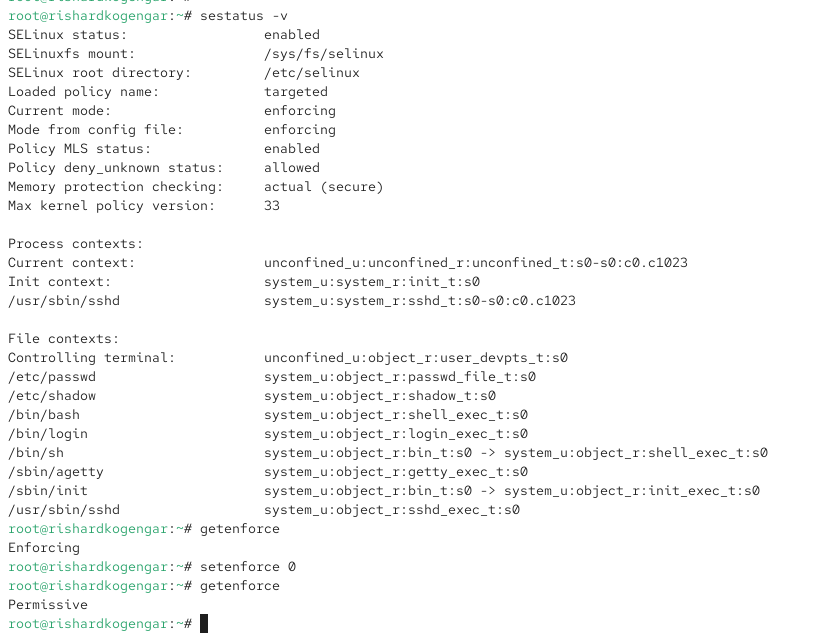 root@rishardkogengar:~# sestatus -v
SELinux status:                 enabled
SELinuxfs mount:                /sys/fs/selinux
SELinux root directory:         /etc/selinux
Loaded policy name:             targeted
Current mode:                   enforcing
Mode from config file:          enforcing
Policy MLS status:              enabled
Policy deny_unknown status:     allowed
Memory protection checking:     actual (secure)
Max kernel policy version:      33

Process contexts:
Current context:                unconfined_u:unconfined_r:unconfined_t:s0-s0:c0.c1023
Init context:                   system_u:system_r:init_t:s0
/usr/sbin/sshd                  system_u:system_r:sshd_t:s0-s0:c0.c1023

File contexts:
Controlling terminal:           unconfined_u:object_r:user_devpts_t:s0
/etc/passwd                     system_u:object_r:passwd_file_t:s0
/etc/shadow                     system_u:object_r:shadow_t:s0
/bin/bash                       system_u:object_r:shell_exec_t:s0
/bin/login                      system_u:object_r:login_exec_t:s0
/bin/sh                         system_u:object_r:bin_t:s0 -> system_u:object_r:shell_exec_t:s0
/sbin/agetty                    system_u:object_r:getty_exec_t:s0
/sbin/init                      system_u:object_r:bin_t:s0 -> system_u:object_r:init_exec_t:s0
/usr/sbin/sshd                  system_u:object_r:sshd_exec_t:s0
root@rishardkogengar:~# getenforce
Enforcing
root@rishardkogengar:~# setenforce 0
root@rishardkogengar:~# getenforce
Permissive
root@rishardkogengar:~#